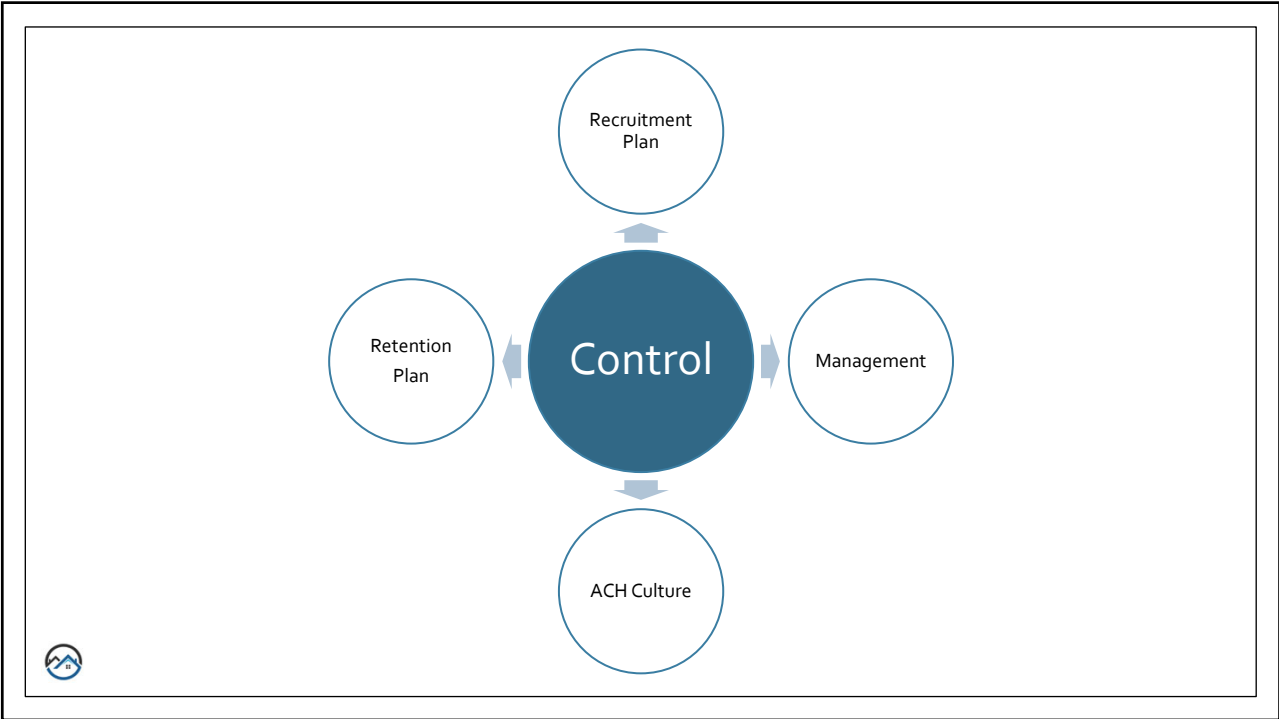 Recruitment
Plan
Retention
Plan
Control
Management
ACH Culture